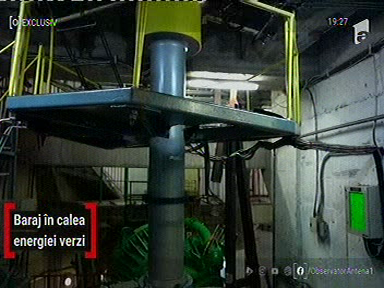 EXCLUSIV
19:27
a
Baraj în calea
energiei verzi
/ObservatorAntena1